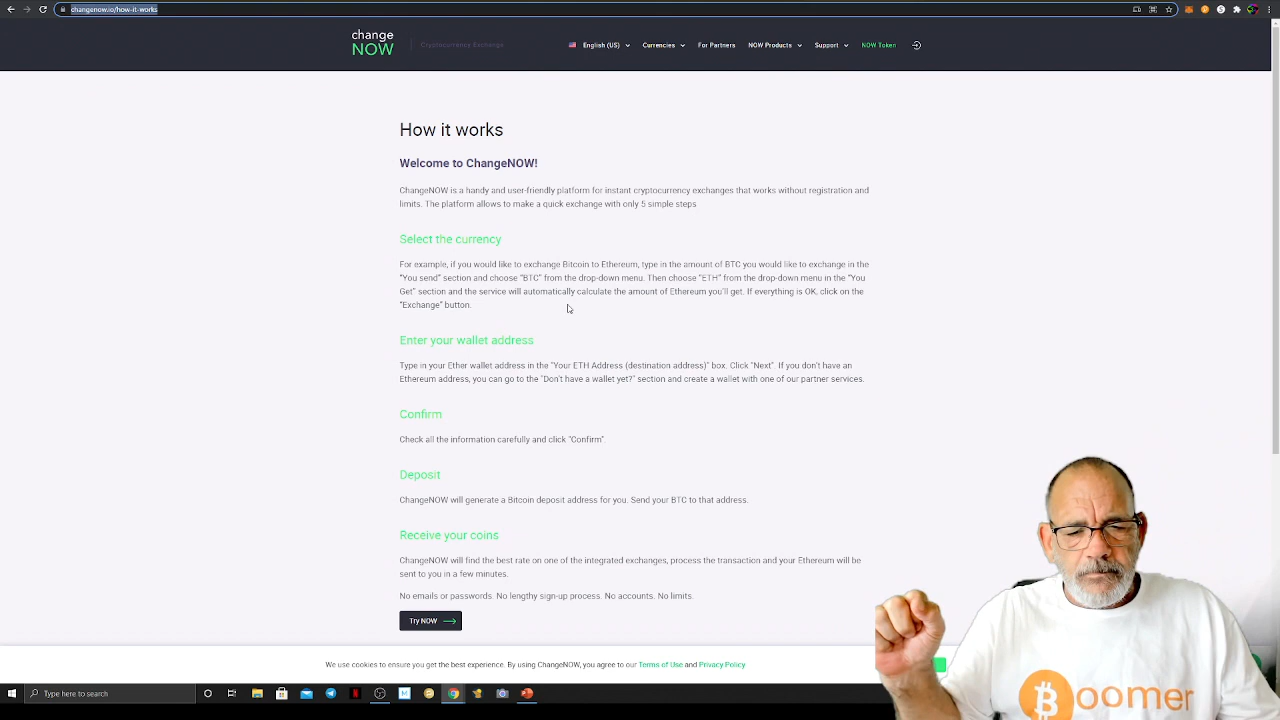 changenow.io/how-it-works
change
NOW
Cryptocurrency Exchange
English (US)
Currencies
For Partners
NOW Products
Support
NOW Token
How it works
Welcome to ChangeNOW!
ChangeNOW is a handy and user-friendly platform for instant cryptocurrency exchanges that works without registration and
limits. The platform allows to make a quick exchange with only 5 simple steps
Select the currency
For example, if you would like to exchange Bitcoin to Ethereum, type in the amount of BTC you would like to exchange in the
“You send” section and choose “BTC” from the drop-down menu. Then choose “ETH” from the drop-down menu in the “You
Get” section and the service will automatically calculate the amount of Ethereum you’ll get. If everything is OK, click on the
“Exchange” button.
Enter your wallet address
Type in your Ether wallet address in the "Your ETH Address (destination address)" box. Click "Next". If you don't have an
Ethereum address, you can go to the "Don't have a wallet yet?" section and create a wallet with one of our partner services.
Confirm
Check all the information carefully and click "Confirm".
Deposit
ChangeNOW will generate a Bitcoin deposit address for you. Send your BTC to that address.
Receive your coins
ChangeNOW will find the best rate on one of the integrated exchanges, process the transaction and your Ethereum will be
sent to you in a few minutes.
No emails or passwords. No lengthy sign-up process. No accounts. No limits.
Try NOW
We use cookies to ensure you get the best experience. By using ChangeNOW, you agree to our Terms of Use and Privacy Policy
Type here to search
Boomer